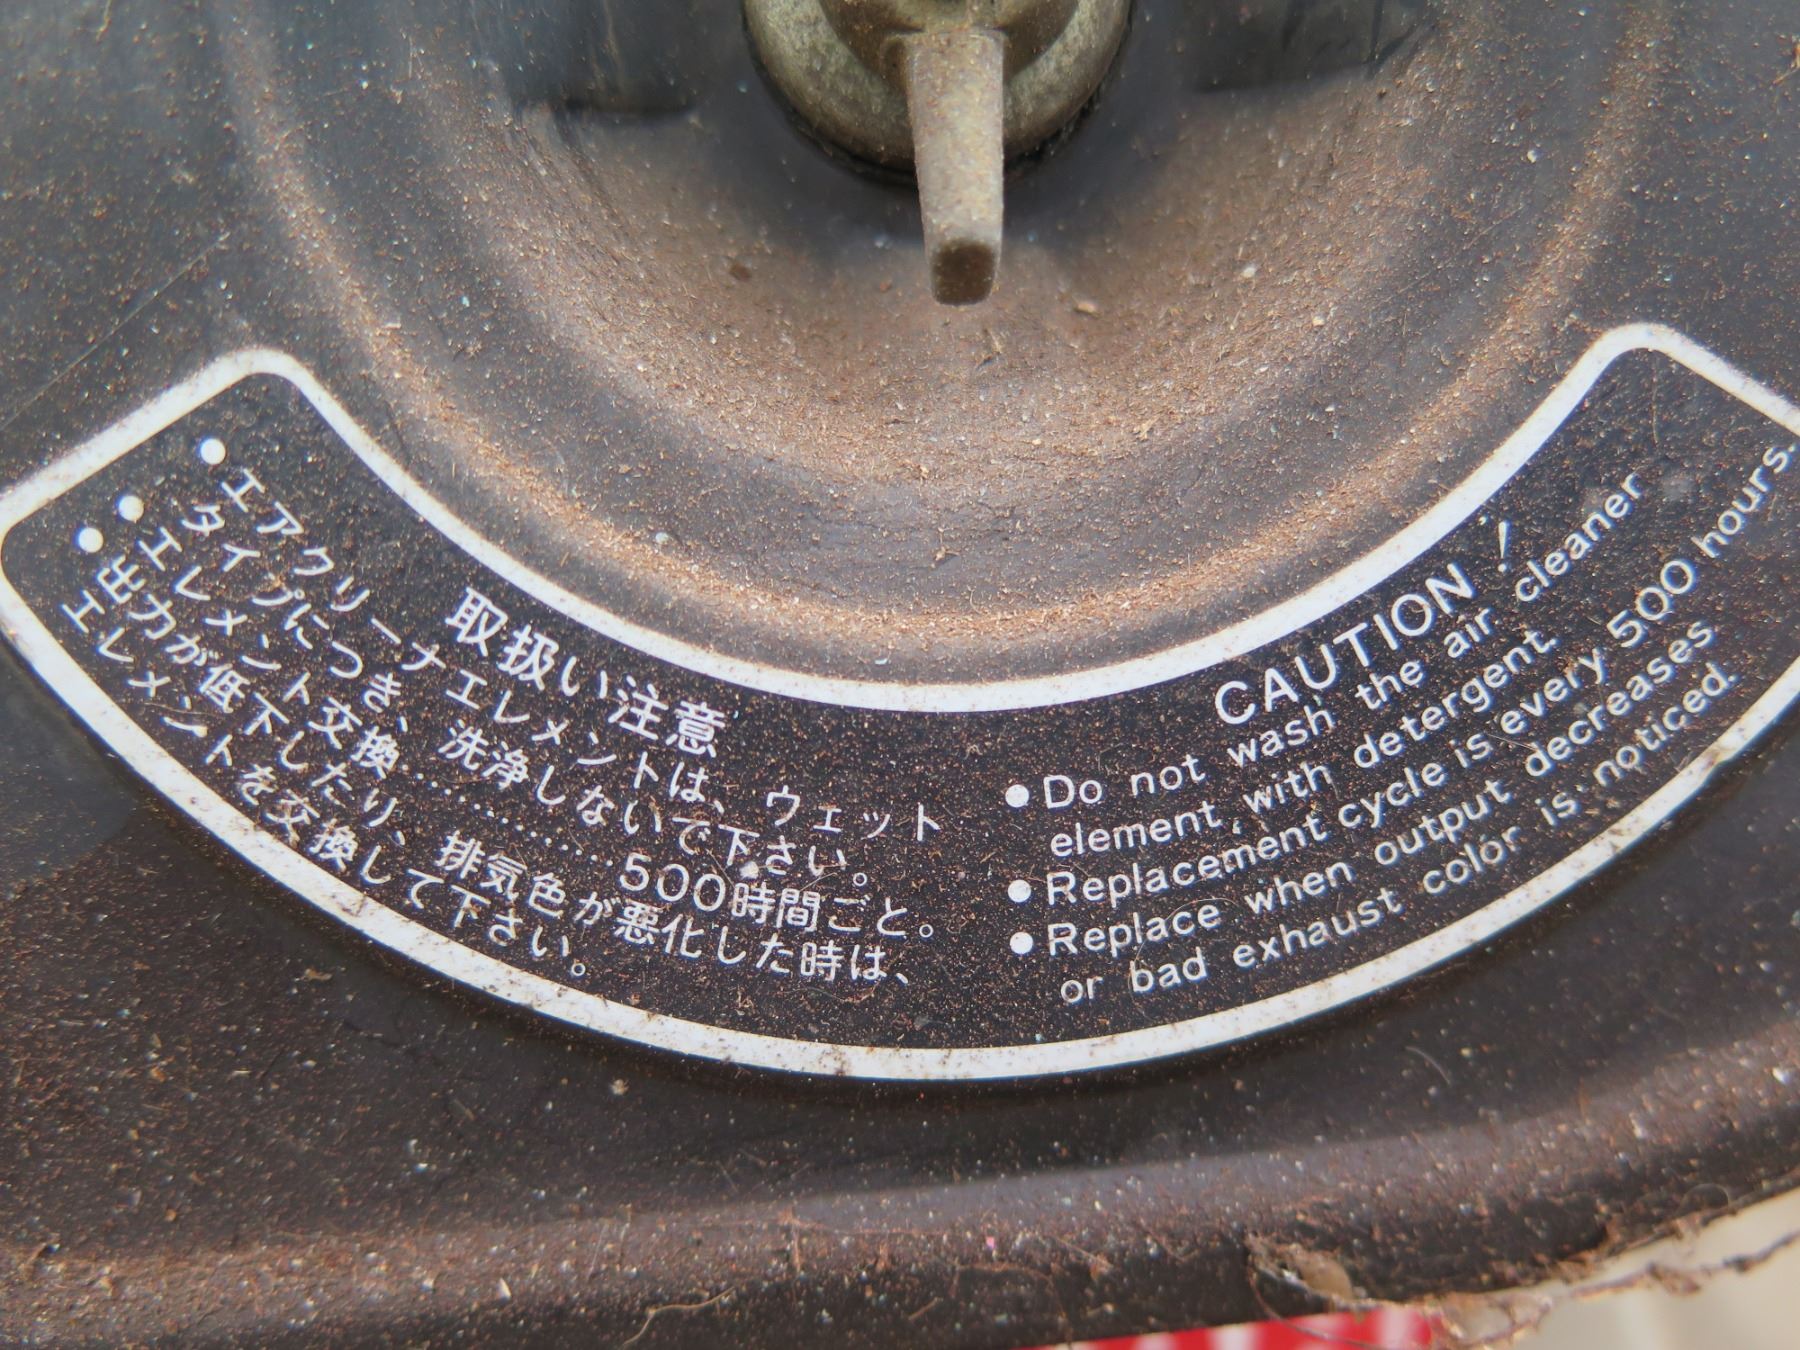 取扱い注意
●エアクリーナエレメントは、ウェット
タイプにつき、洗浄しないで下さい。
●エレメント交換……………500時間ごと。
●出力が低下したり、排気色が悪化した時は、
エレメントを交換して下さい。
CAUTION!
●Do not wash the air cleaner
element with detergent.
●Replacement cycle is every 500 hours.
●Replace when output decreases
or bad exhaust color is noticed.